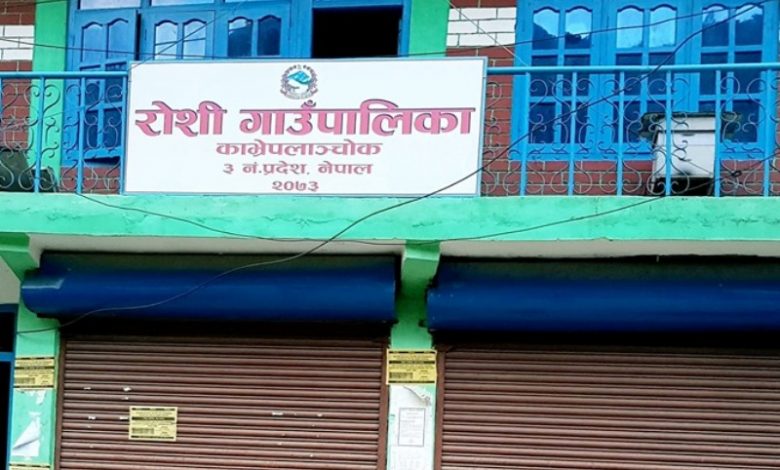 रोशी गाउँपालिका
काभ्रेपलाञ्चोक
३ नं.प्रदेश, नेपाल
२०७३